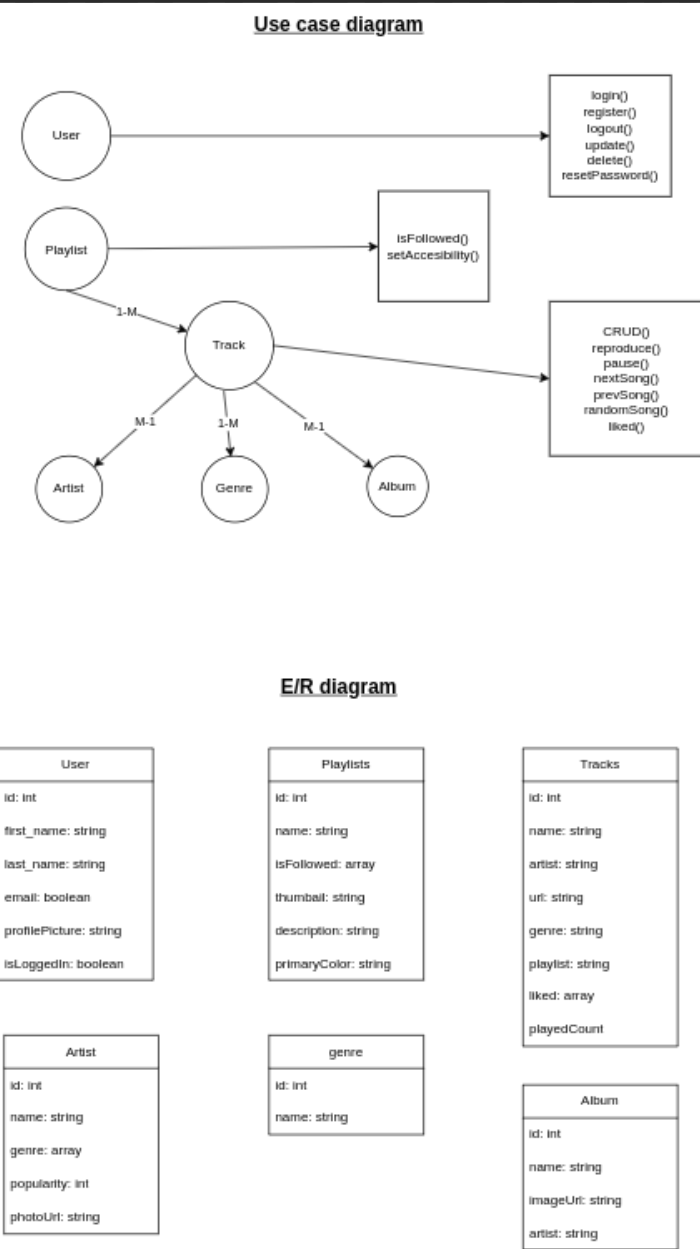 Use case diagram
User
login()
register()
logout()
update()
delete()
resetPassword()
Playlist
isFollowed()
setAccesibility()
1-M
Track
CRUD()
reproduce()
pause()
nextSong()
prevSong()
randomSong()
liked()
M-1
1-M
M-1
Artist
Genre
Album
E/R diagram
User
id: int
first_name: string
last_name: string
email: boolean
profilePicture: string
isLoggedIn: boolean
Playlists
id: int
name: string
isFollowed: array
thumbail: string
description: string
primaryColor: string
Tracks
id: int
name: string
artist: string
url: string
genre: string
playlist: string
liked: array
playedCount
Artist
id: int
name: string
genre: array
popularity: int
photoUrl: string
genre
id: int
name: string
Album
id: int
name: string
imageUrl: string
artist: string